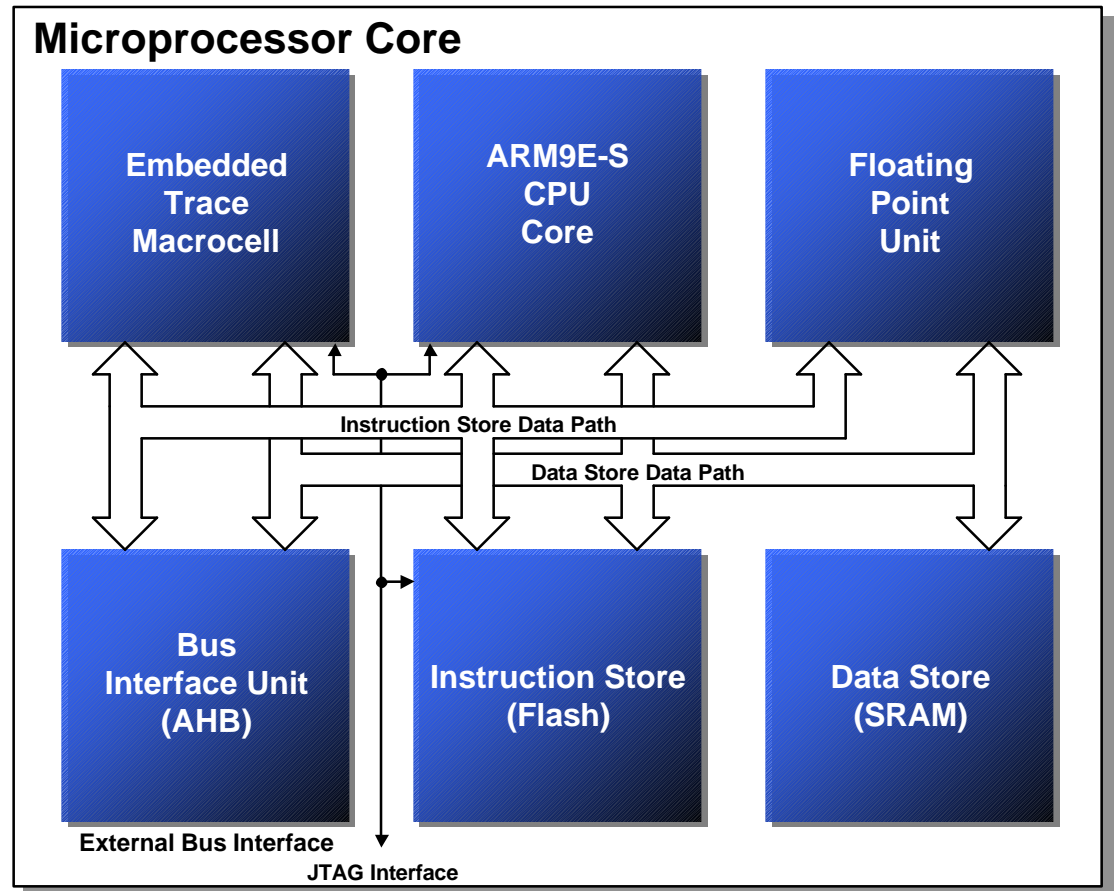 Microprocessor Core
Embedded
Trace
Macrocell
ARM9E-S
CPU
Core
Floating
Point
Unit
Instruction Store Data Path
Data Store Data Path
Bus
Interface Unit
(AHB)
Instruction Store
(Flash)
Data Store
(SRAM)
External Bus Interface
JTAG Interface